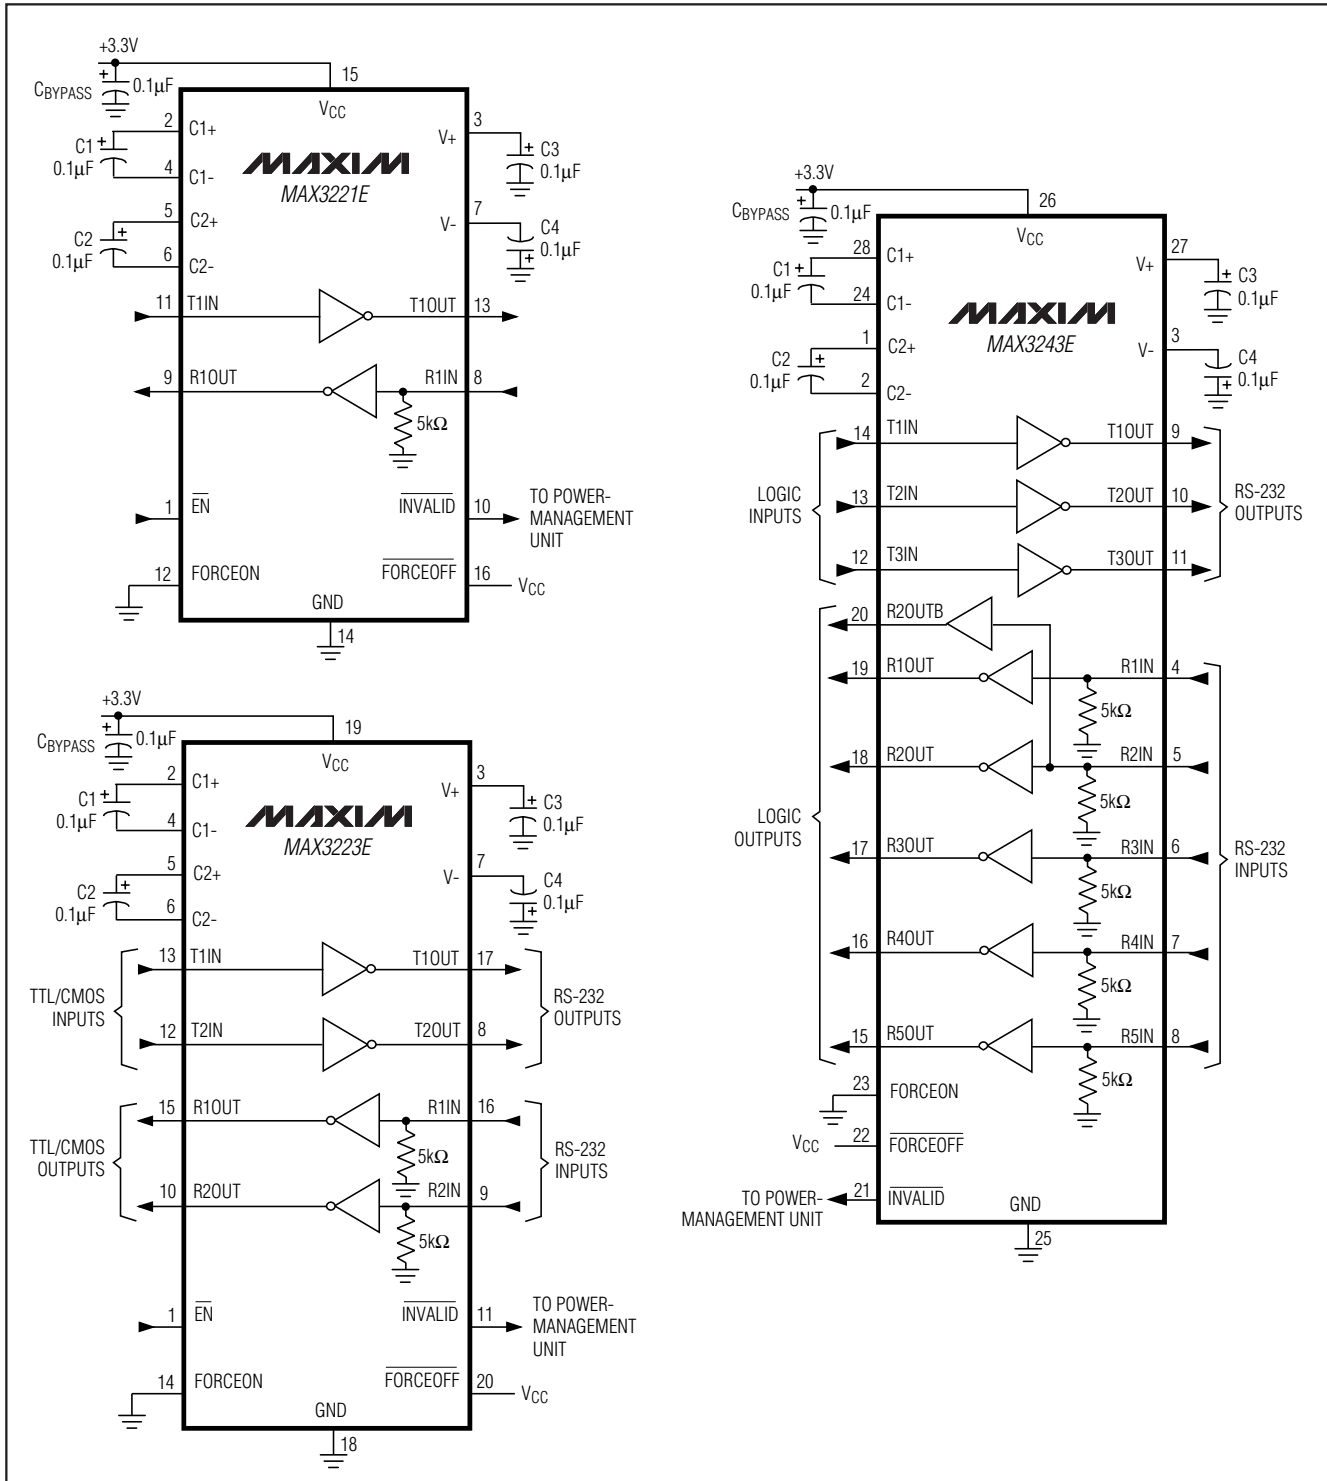 +3.3V
CBYPASS
0.1µF
15
VCC
2
C1+
C1
0.1µF
4
C1-
MAXIM
MAX3221E
V+
3
C3
0.1µF
5
C2+
C2
0.1µF
6
C2-
V-
7
C4
0.1µF
11
T1IN
T1OUT
13
9
R1OUT
R1IN
8
5kΩ
1
EN
INVALID
10
TO POWER-
MANAGEMENT
UNIT
12
FORCEON
FORCEOFF
16
VCC
GND
14
+3.3V
CBYPASS
0.1µF
19
VCC
2
C1+
C1
0.1µF
4
C1-
MAXIM
MAX3223E
V+
3
C3
0.1µF
5
C2+
C2
0.1µF
6
C2-
V-
7
C4
0.1µF
TTL/CMOS
INPUTS
13
T1IN
T1OUT
17
12
T2IN
T2OUT
8
RS-232
OUTPUTS
TTL/CMOS
OUTPUTS
15
R1OUT
R1IN
16
5kΩ
10
R2OUT
R2IN
9
5kΩ
RS-232
INPUTS
1
EN
INVALID
11
TO POWER-
MANAGEMENT
UNIT
14
FORCEON
FORCEOFF
20
VCC
GND
18
+3.3V
CBYPASS
0.1µF
26
VCC
28
C1+
C1
0.1µF
24
C1-
MAXIM
MAX3243E
V+
27
C3
0.1µF
1
C2+
C2
0.1µF
2
C2-
V-
3
C4
0.1µF
LOGIC
INPUTS
14
T1IN
T1OUT
9
13
T2IN
T2OUT
10
12
T3IN
T3OUT
11
RS-232
OUTPUTS
LOGIC
OUTPUTS
20
R2OUTB
19
R1OUT
R1IN
4
5kΩ
18
R2OUT
R2IN
5
5kΩ
17
R3OUT
R3IN
6
5kΩ
16
R4OUT
R4IN
7
5kΩ
15
R5OUT
R5IN
8
5kΩ
RS-232
INPUTS
23
FORCEON
VCC
22
FORCEOFF
TO POWER-
MANAGEMENT UNIT
21
INVALID
GND
25